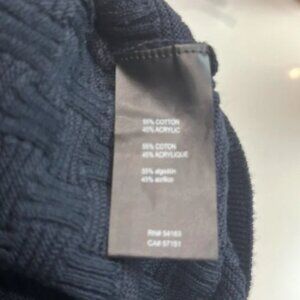 55% COTTON
45% ACRYLIC
55% COTON
45% ACRYLIQUE
55% algodón
45% acrílico
RN# 54163
CA# 57151